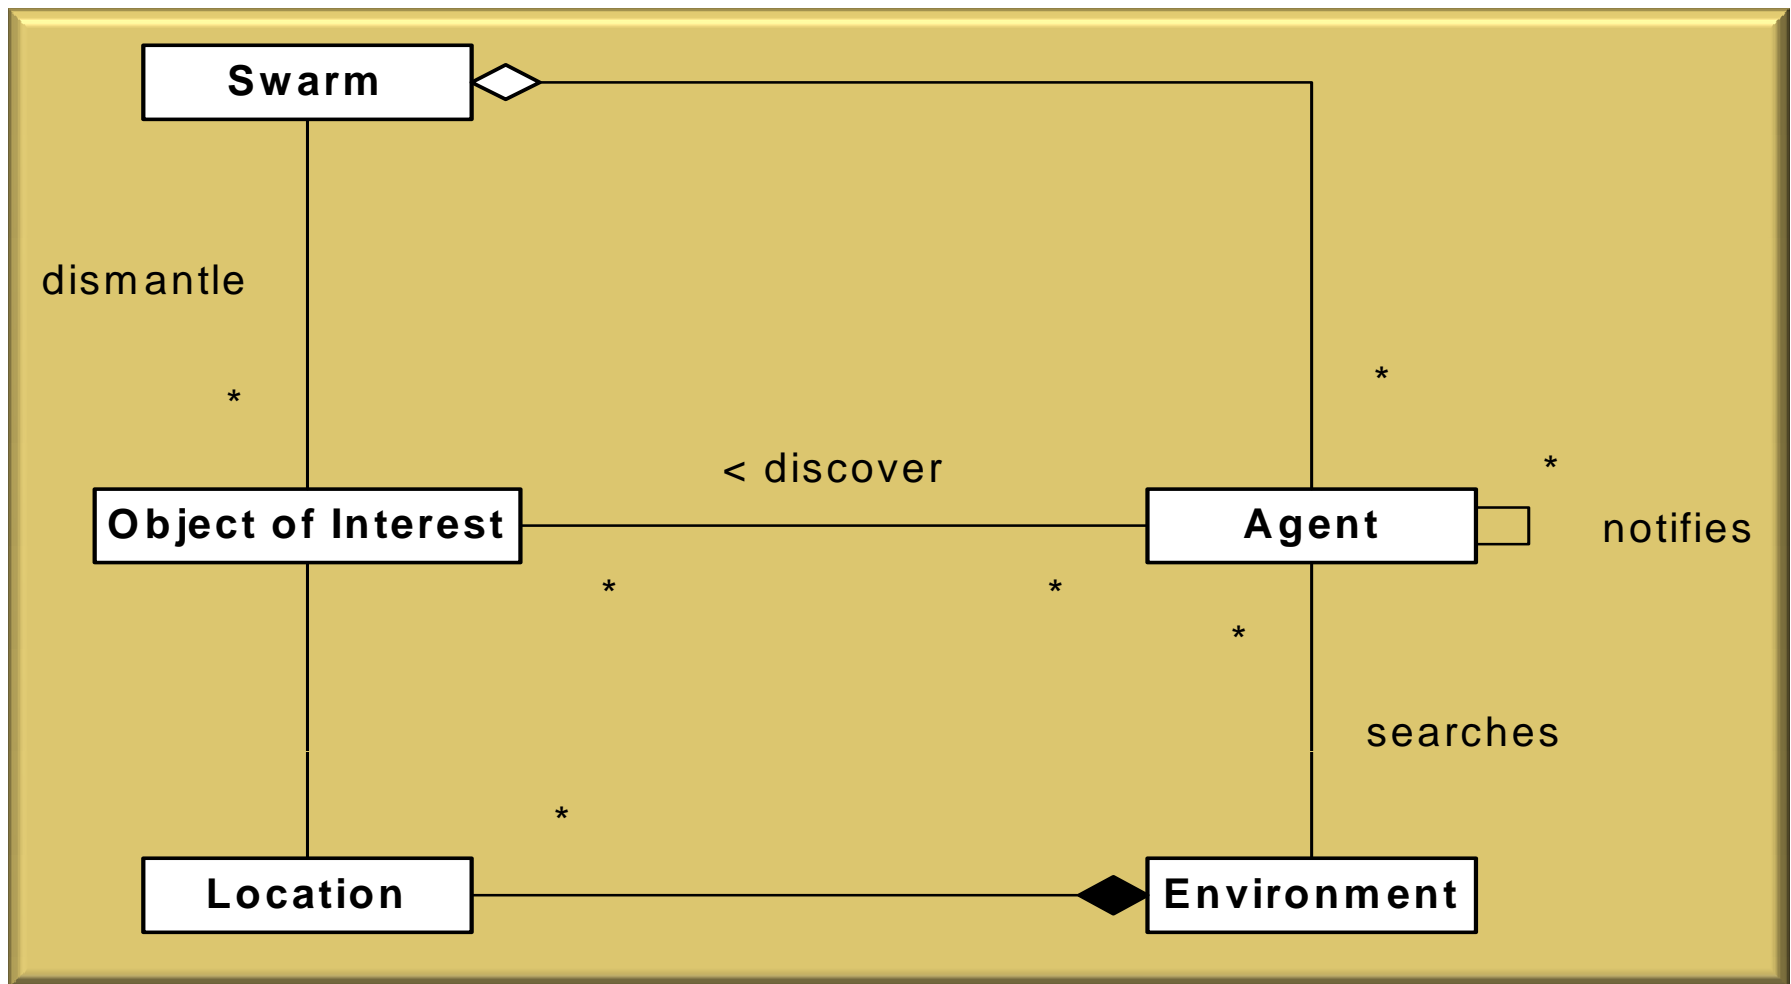 Swarm
dismantle
*
*
*
< discover
Object of Interest
Agent
notifies
*
*
*
searches
*
Location
Environment